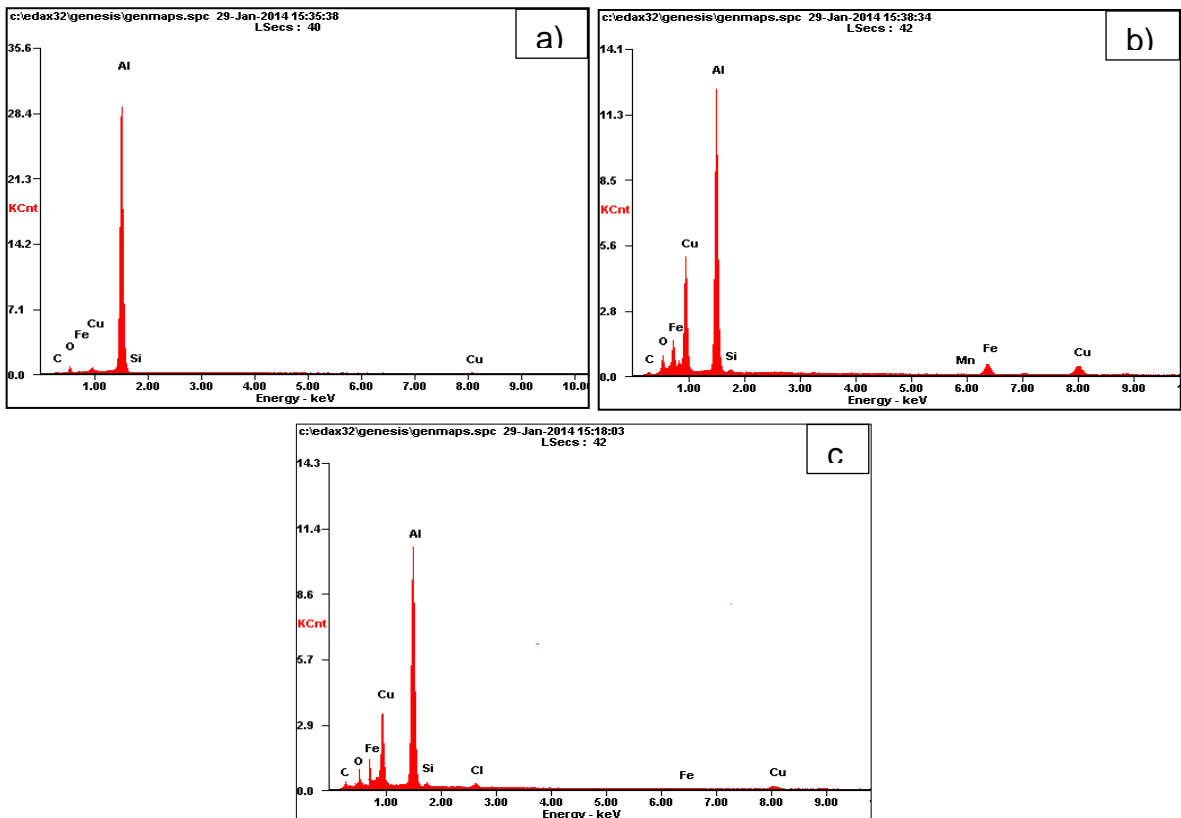 c:\edax32\genesis\genmaps.spc 29-Jan-2014 15:35:38
LSecs : 40
a)
35.6
28.4
21.3
KCnt
14.2
7.1
0.0
Al
C
O
Fe
Cu
Si
Cu
1.00 2.00 3.00 4.00 5.00 6.00 7.00 8.00 9.00 10.00
Energy - keV
c:\edax32\genesis\genmaps.spc 29-Jan-2014 15:38:34
LSecs : 42
b)
14.1
11.3
8.5
KCnt
5.6
2.8
0.0
Al
Cu
C
O
Fe
Si
Mn
Fe
Cu
1.00 2.00 3.00 4.00 5.00 6.00 7.00 8.00 9.00
Energy - keV
c:\edax32\genesis\genmaps.spc 29-Jan-2014 15:18:03
LSecs : 42
c
14.3
11.4
8.6
KCnt
5.7
2.9
0.0
Al
Cu
C
O
Fe
Si
Cl
Fe
Cu
1.00 2.00 3.00 4.00 5.00 6.00 7.00 8.00 9.00
Energy - keV